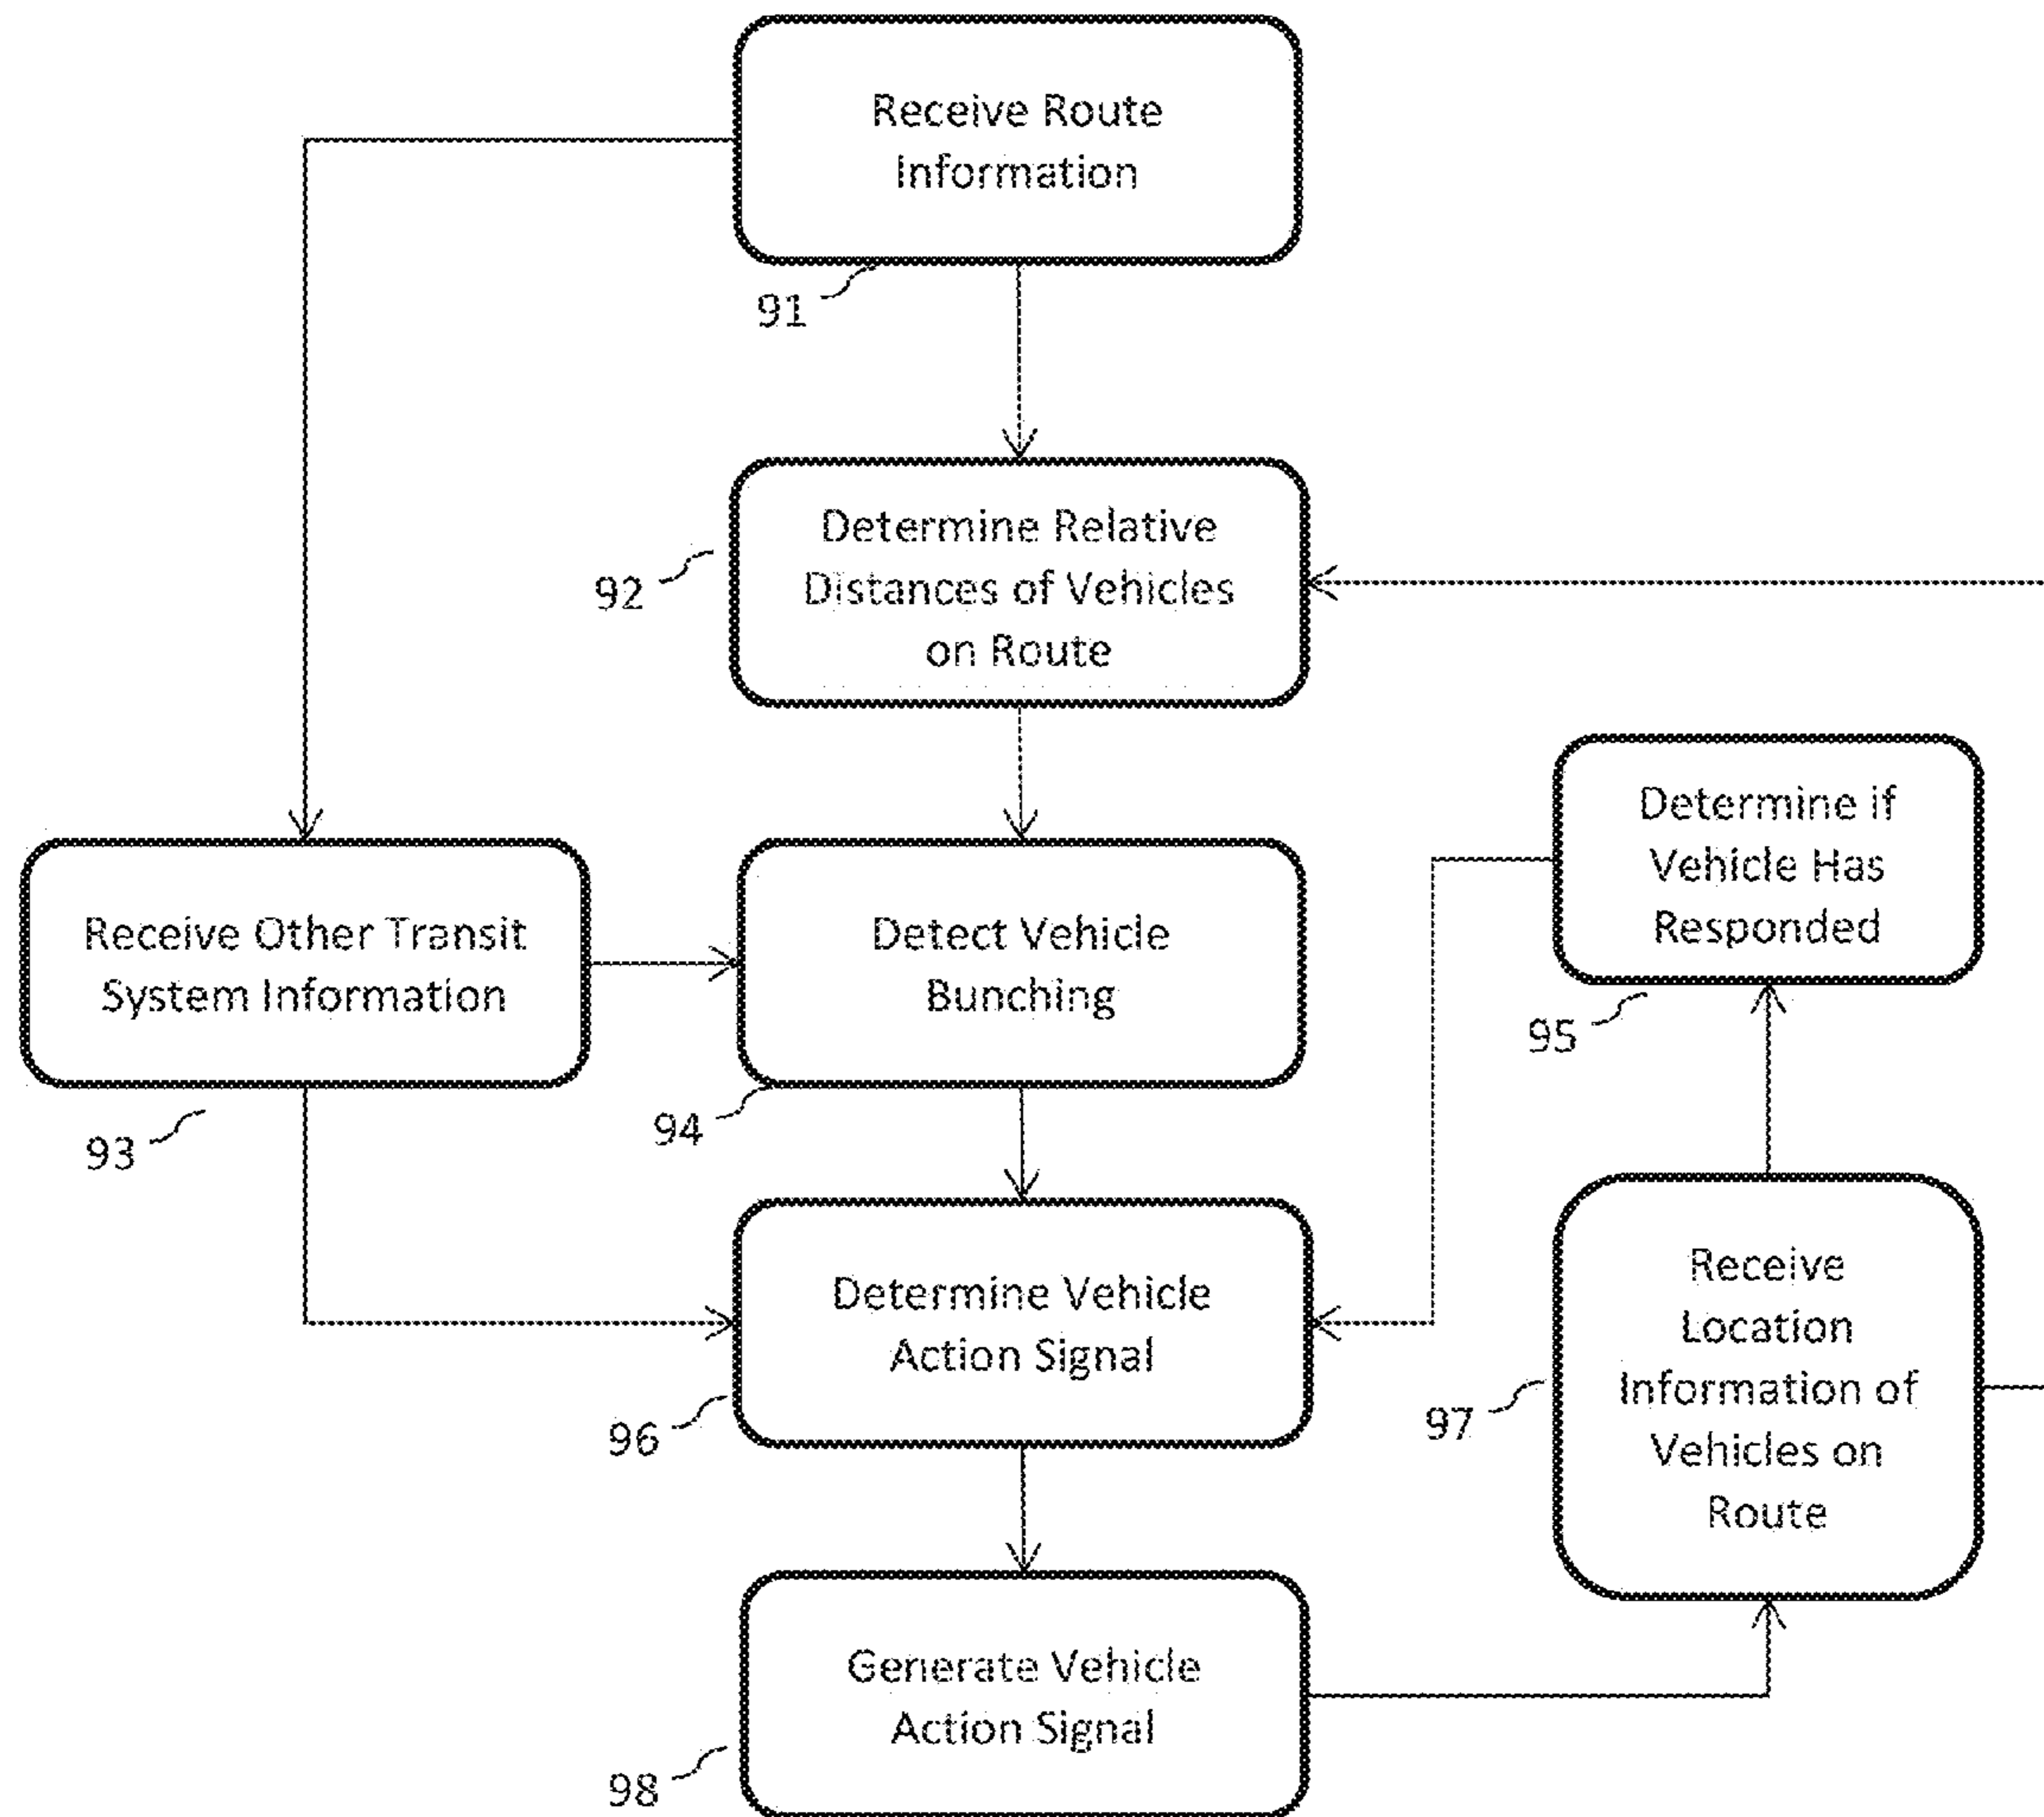 Receive Route
Information
91
Determine Relative
Distances of Vehicles
on Route
92
Determine if
Vehicle Has
Responded
95
Receive Other Transit
System Information
93
Detect Vehicle
Bunching
94
Determine Vehicle
Action Signal
96
Receive
Location
Information of
Vehicles on
Route
97
Generate Vehicle
Action Signal
98